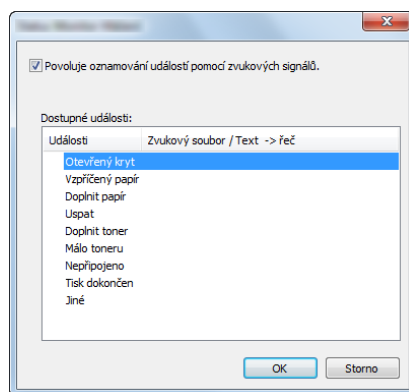 Povoluje oznamování událostí pomocí zvukových signálů.
Dostupné události:
Události Zvukový soubor / Text -> řeč
Otevřený kryt
Vzpříčený papír
Doplnit papír
Uspat
Doplnit toner
Málo toneru
Nepřipojeno
Tisk dokončen
Jiné
OK Storno